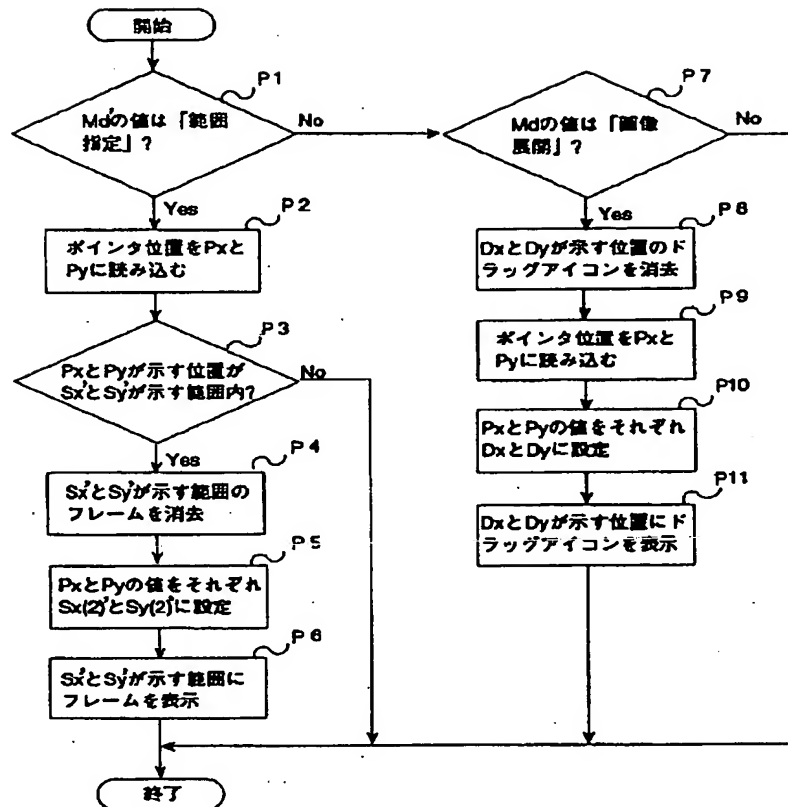 開始
P1
Md'の値は「範囲
指定」?
No
Yes
P2
ポインタ位置をPxと
Pyに読み込む
P3
PxとPyが示す位置が
Sx'とSy'が示す範囲内?
No
Yes
P4
Sx'とSy'が示す範囲の
フレームを消去
P5
PxとPyの値をそれぞれ
Sx(2)'とSy(2)'に設定
P6
Sx'とSy'が示す範囲に
フレームを表示
終了
P7
Mdの値は「画像
展開」?
No
Yes
P8
DxとDyが示す位置のド
ラッグアイコンを消去
P9
ポインタ位置をPxと
Pyに読み込む
P10
PxとPyの値をそれぞれ
DxとDyに設定
P11
DxとDyが示す位置にド
ラッグアイコンを表示